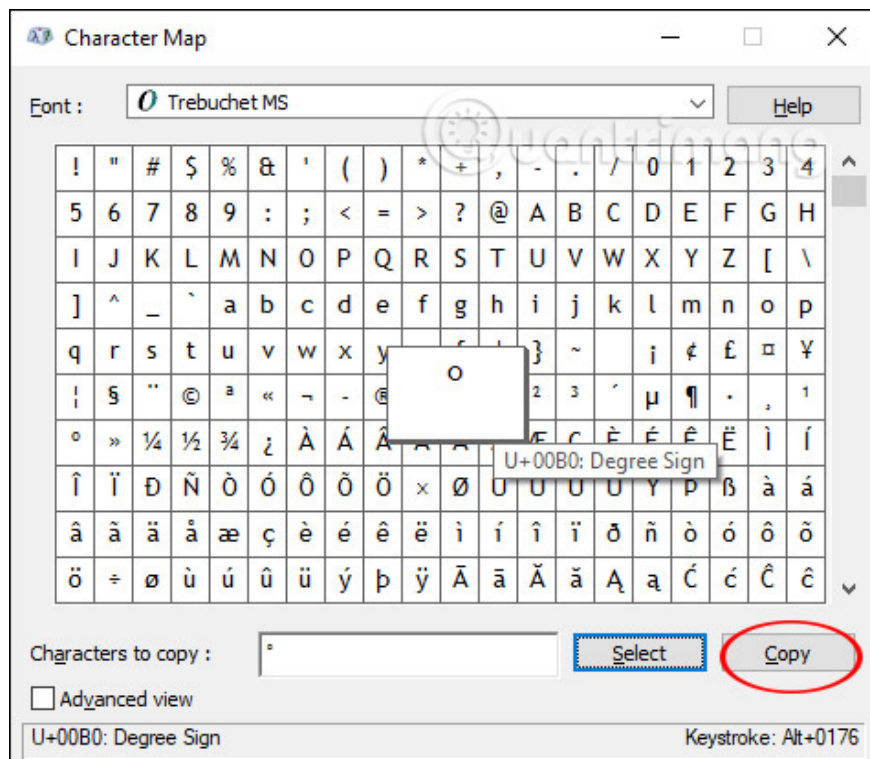 Character Map
Font : O Trebuchet MS Help
Quantrimang
! " # $ % & ' ( ) * + , - . / 0 1 2 3 4
5 6 7 8 9 : ; < = > ? @ A B C D E F G H
I J K L M N O P Q R S T U V W X Y Z [ \
] ^ _ ` a b c d e f g h i j k l m n o p
q r s t u v w x y } ~ ¡ ¢ £ ¤ ¥
°
¦ § ¨ © ª « ¬ - ® ² ³ ´ µ ¶ · ¸ ¹
º » ¼ ½ ¾ ¿ À Á Â Æ È É Ê Ë Ì Í
U+00B0: Degree Sign
Î Ï Ð Ñ Ò Ó Ô Õ Ö × Ø Þ ß à á
â ã ä å æ ç è é ê ë ì í î ï ð ñ ò ó ô õ
ö ÷ ø ù ú û ü ý þ ÿ Ā ā Ă ă Ą ą Ć ć Ĉ ĉ
Characters to copy : ° Select Copy
Advanced view
U+00B0: Degree Sign Keystroke: Alt+0176